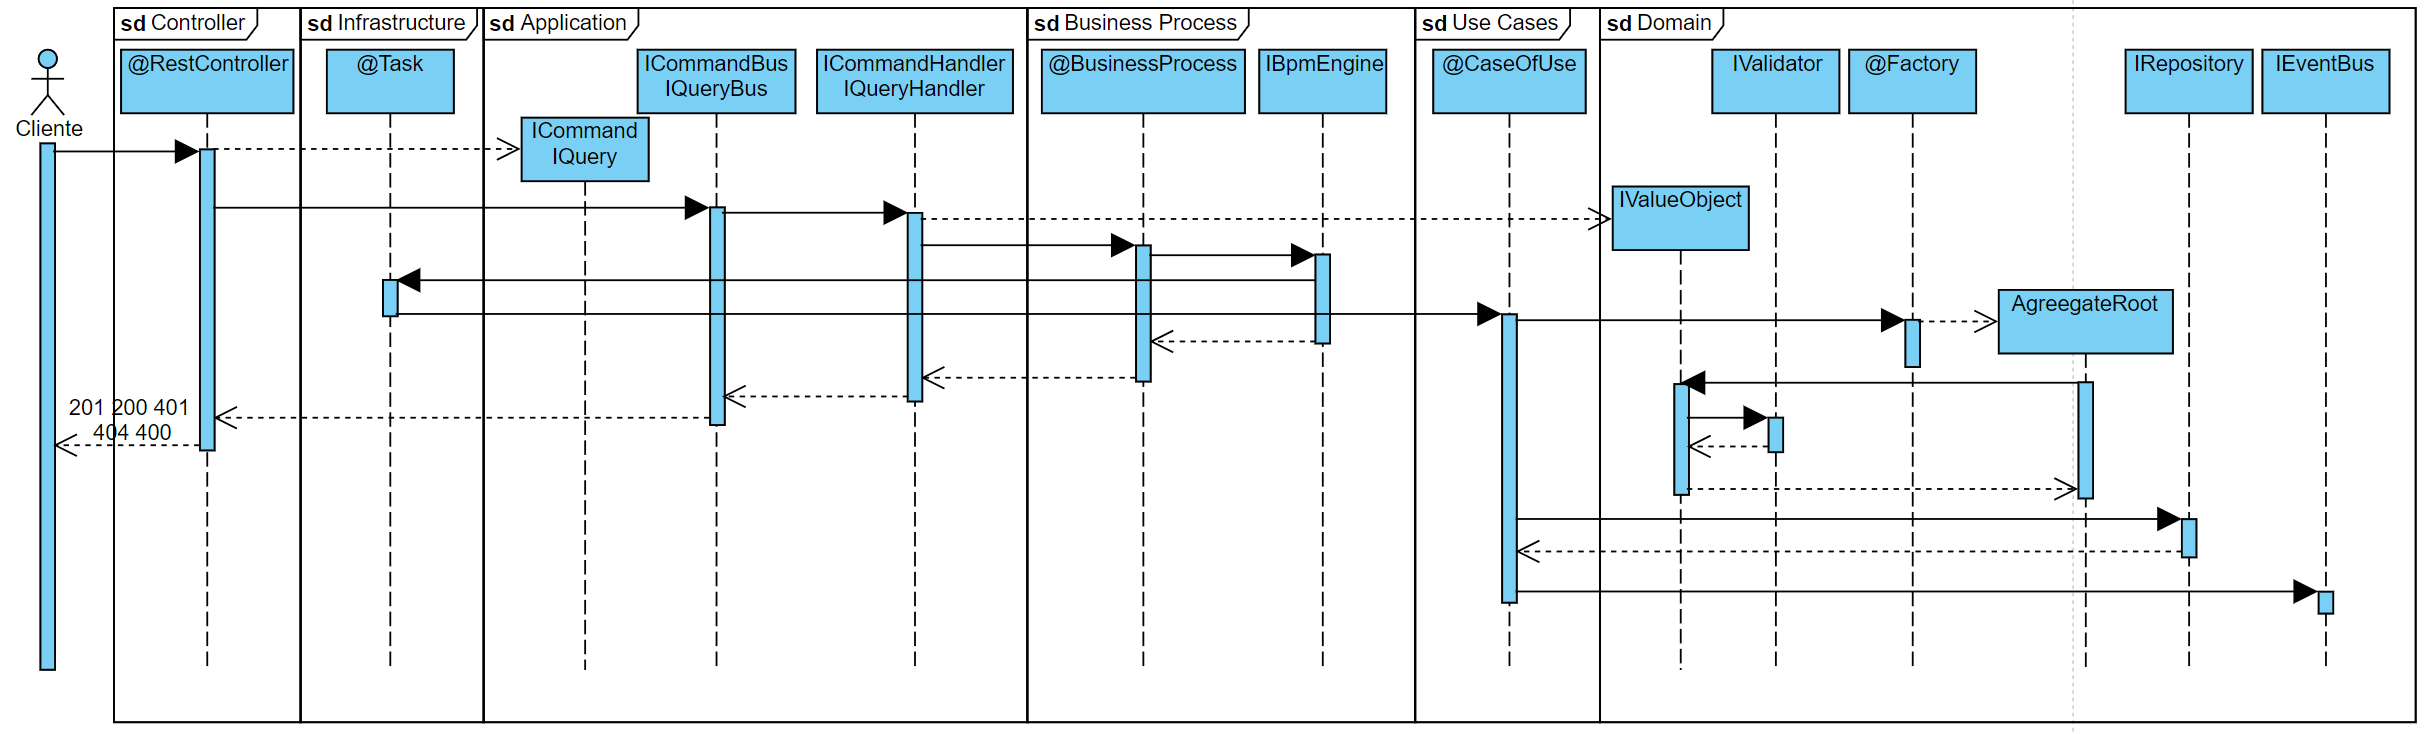 sd Controller
sd Infrastructure
sd Application
sd Business Process
sd Use Cases
sd Domain
@RestController
@Task
ICommandBus
IQueryBus
ICommandHandler
IQueryHandler
@BusinessProcess
IBpmEngine
@CaseOfUse
IValidator
@Factory
IRepository
IEventBus
Cliente
ICommand
IQuery
IValueObject
AgreegateRoot
201 200 401
404 400